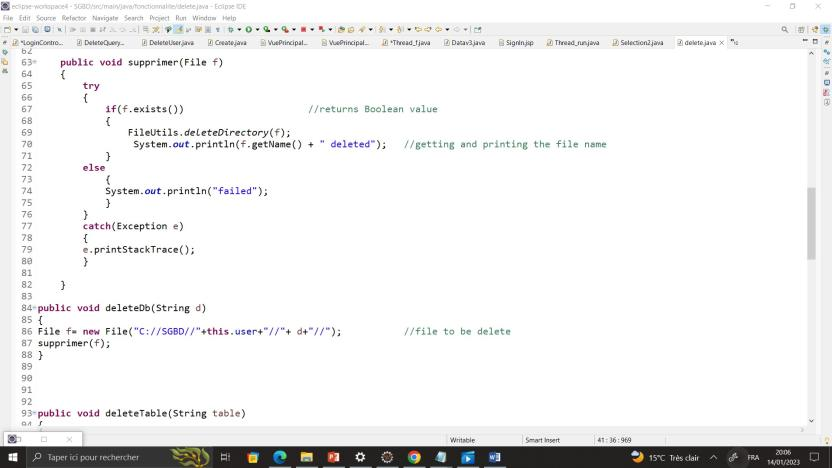 eclipse-workspace4 - SGBD/src/main/java/fonctionnalite/delete.java - Eclipse IDE
File Edit Source Refactor Navigate Search Project Run Window Help
*LoginContro... DeleteQuery... DeleteUser.java Create.java VuePrincipal... VuePrincipal... *Thread_f.java Datav3.java SignIn.jsp Thread_run.java Selection2.java delete.java
62
63 public void supprimer(File f)
64 {
65 try
66 {
67 if(f.exists()) //returns Boolean value
68 {
69 FileUtils.deleteDirectory(f);
70 System.out.println(f.getName() + " deleted"); //getting and printing the file name
71 }
72 else
73 {
74 System.out.println("failed");
75 }
76 }
77 catch(Exception e)
78 {
79 e.printStackTrace();
80 }
81
82 }
83
84 public void deleteDb(String d)
85 {
86 File f= new File("C://SGBD//"+this.user+"//"+ d+"//"); //file to be delete
87 supprimer(f);
88 }
89
90
91
92
93 public void deleteTable(String table)
94 {
Writable Smart Insert 41 : 36 : 969
Taper ici pour rechercher 15°C Très clair FRA 20:06
14/01/2023